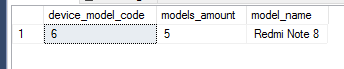 device_model_code models_amount model_name
1 6 5 Redmi Note 8